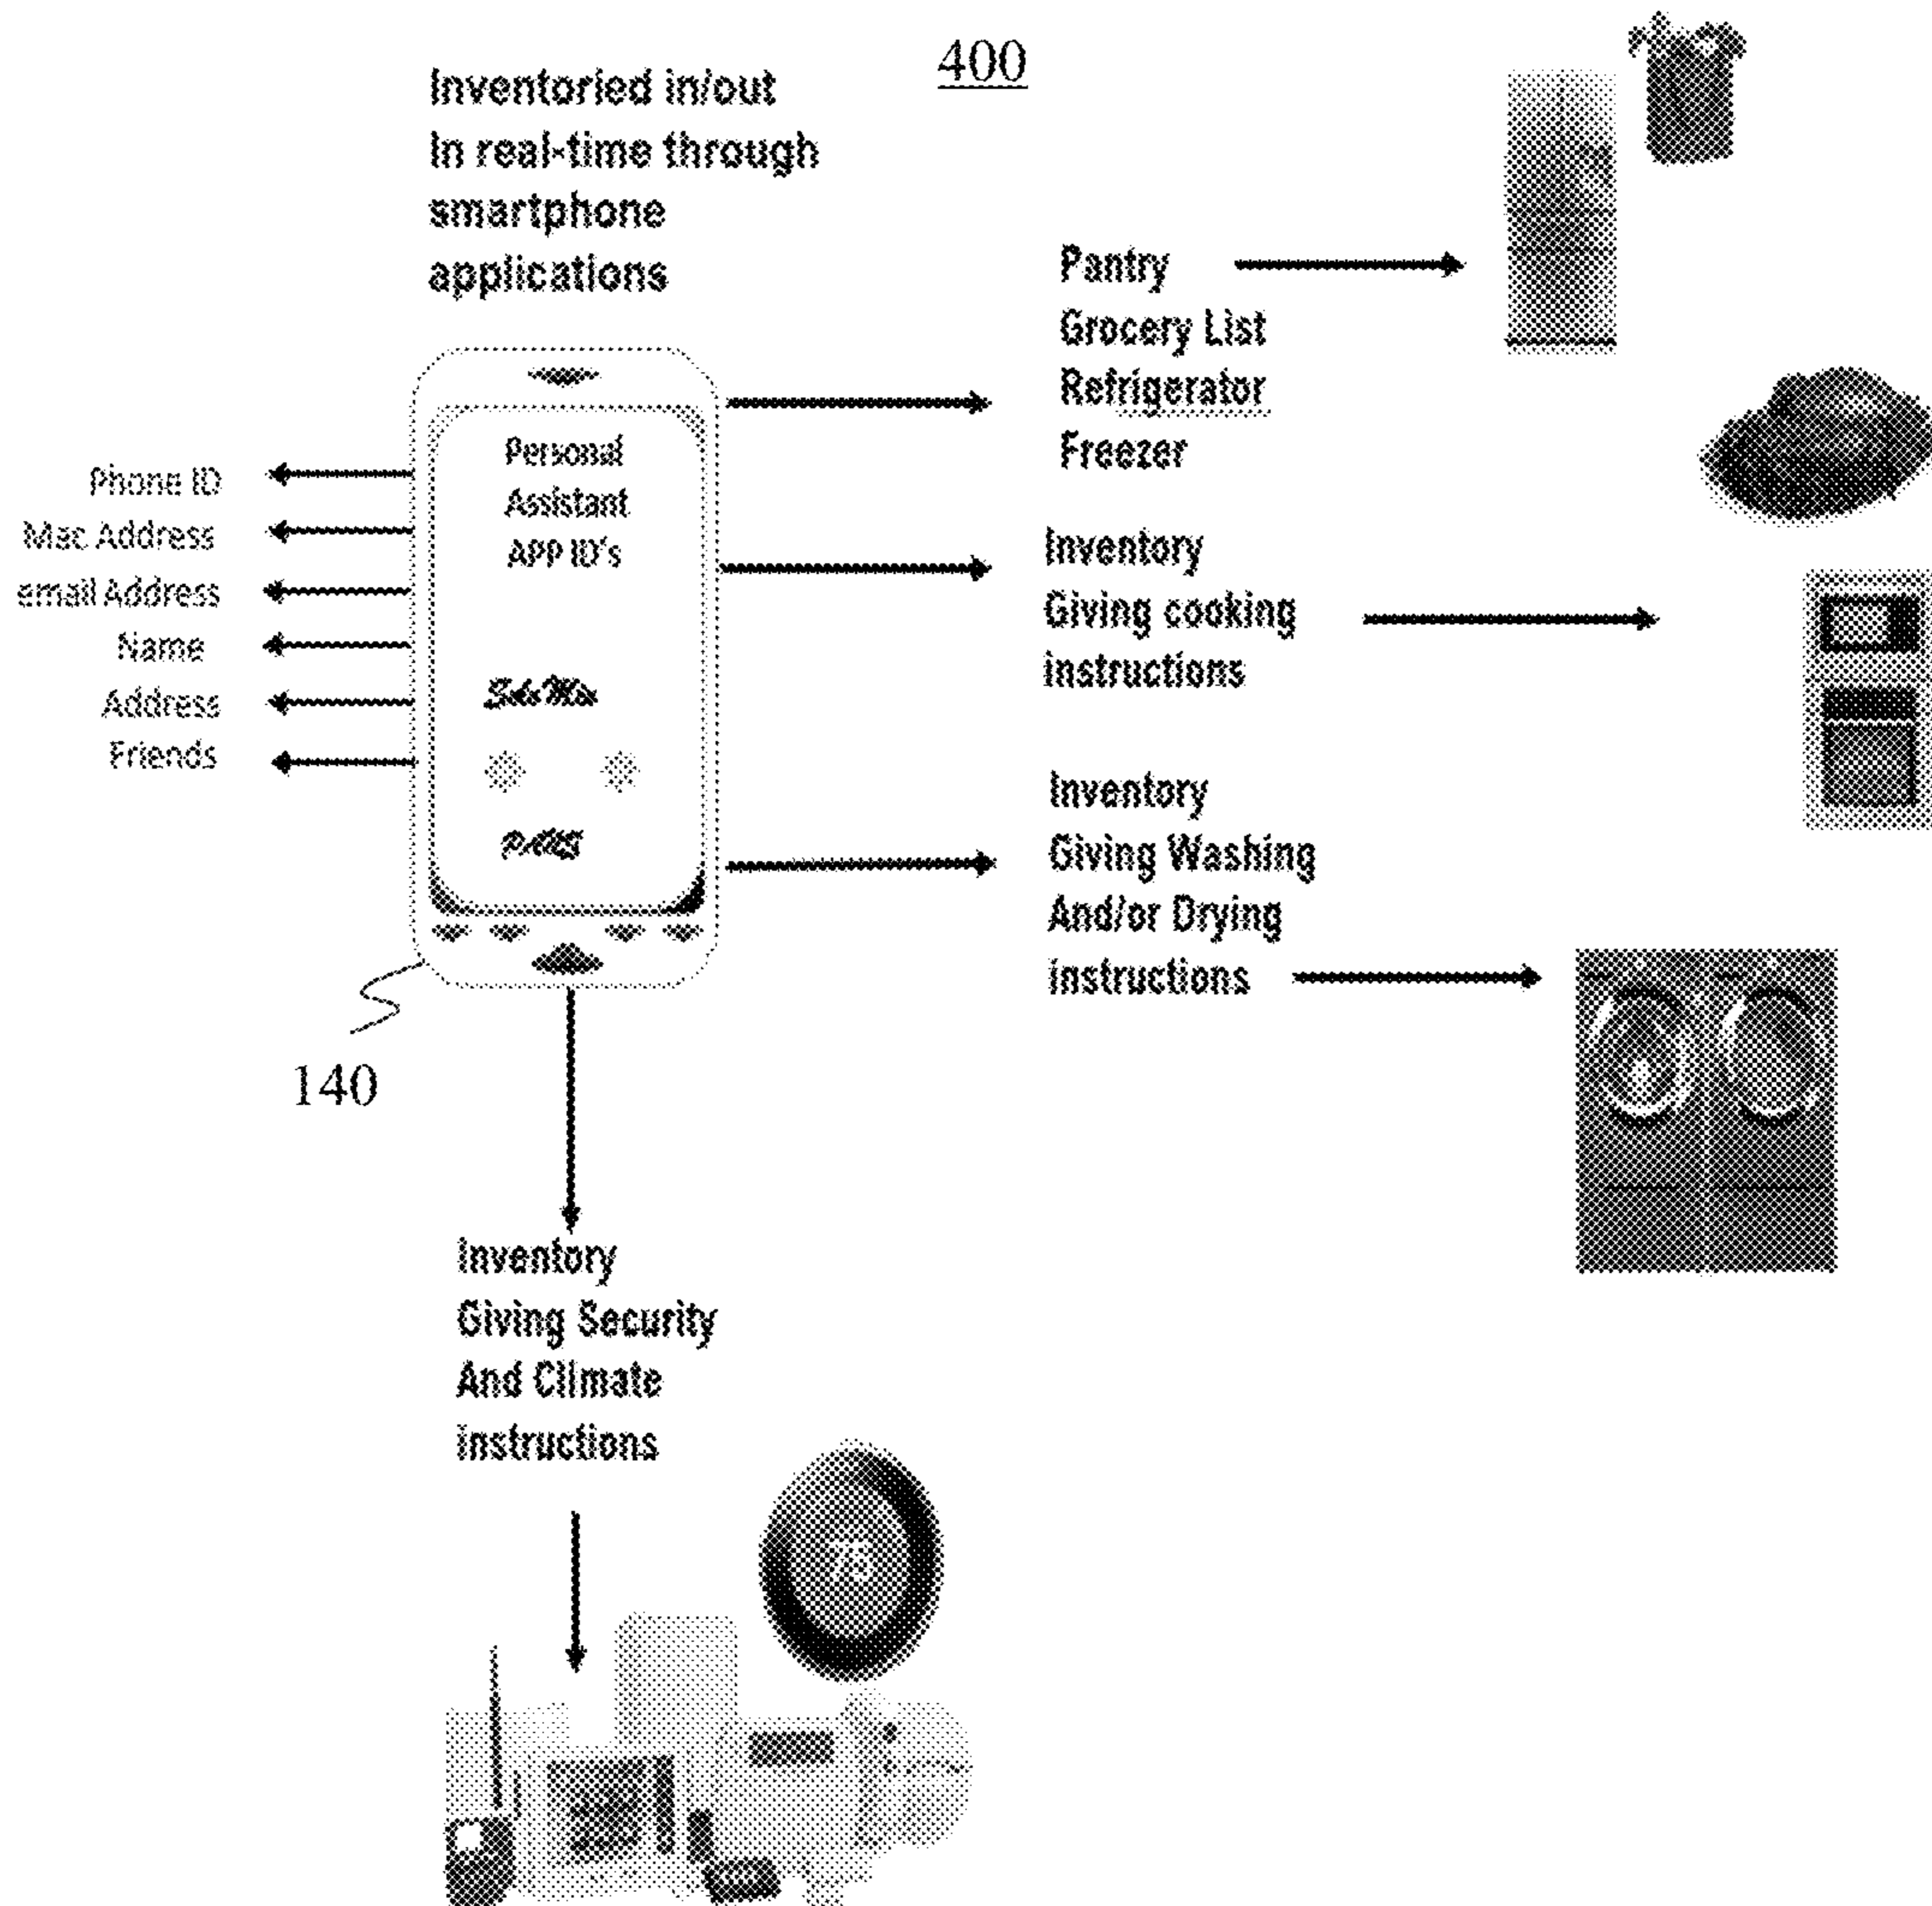 400
Inventoried in/out
In real-time through
smartphone
applications
Phone ID
Mac Address
email Address
Name
Address
Friends
Personal
Assistant
APP ID's
140
Pantry
Grocery List
Refrigerator
Freezer
Inventory
Giving cooking
instructions
Inventory
Giving Washing
And/or Drying
instructions
Inventory
Giving Security
And Climate
instructions
75